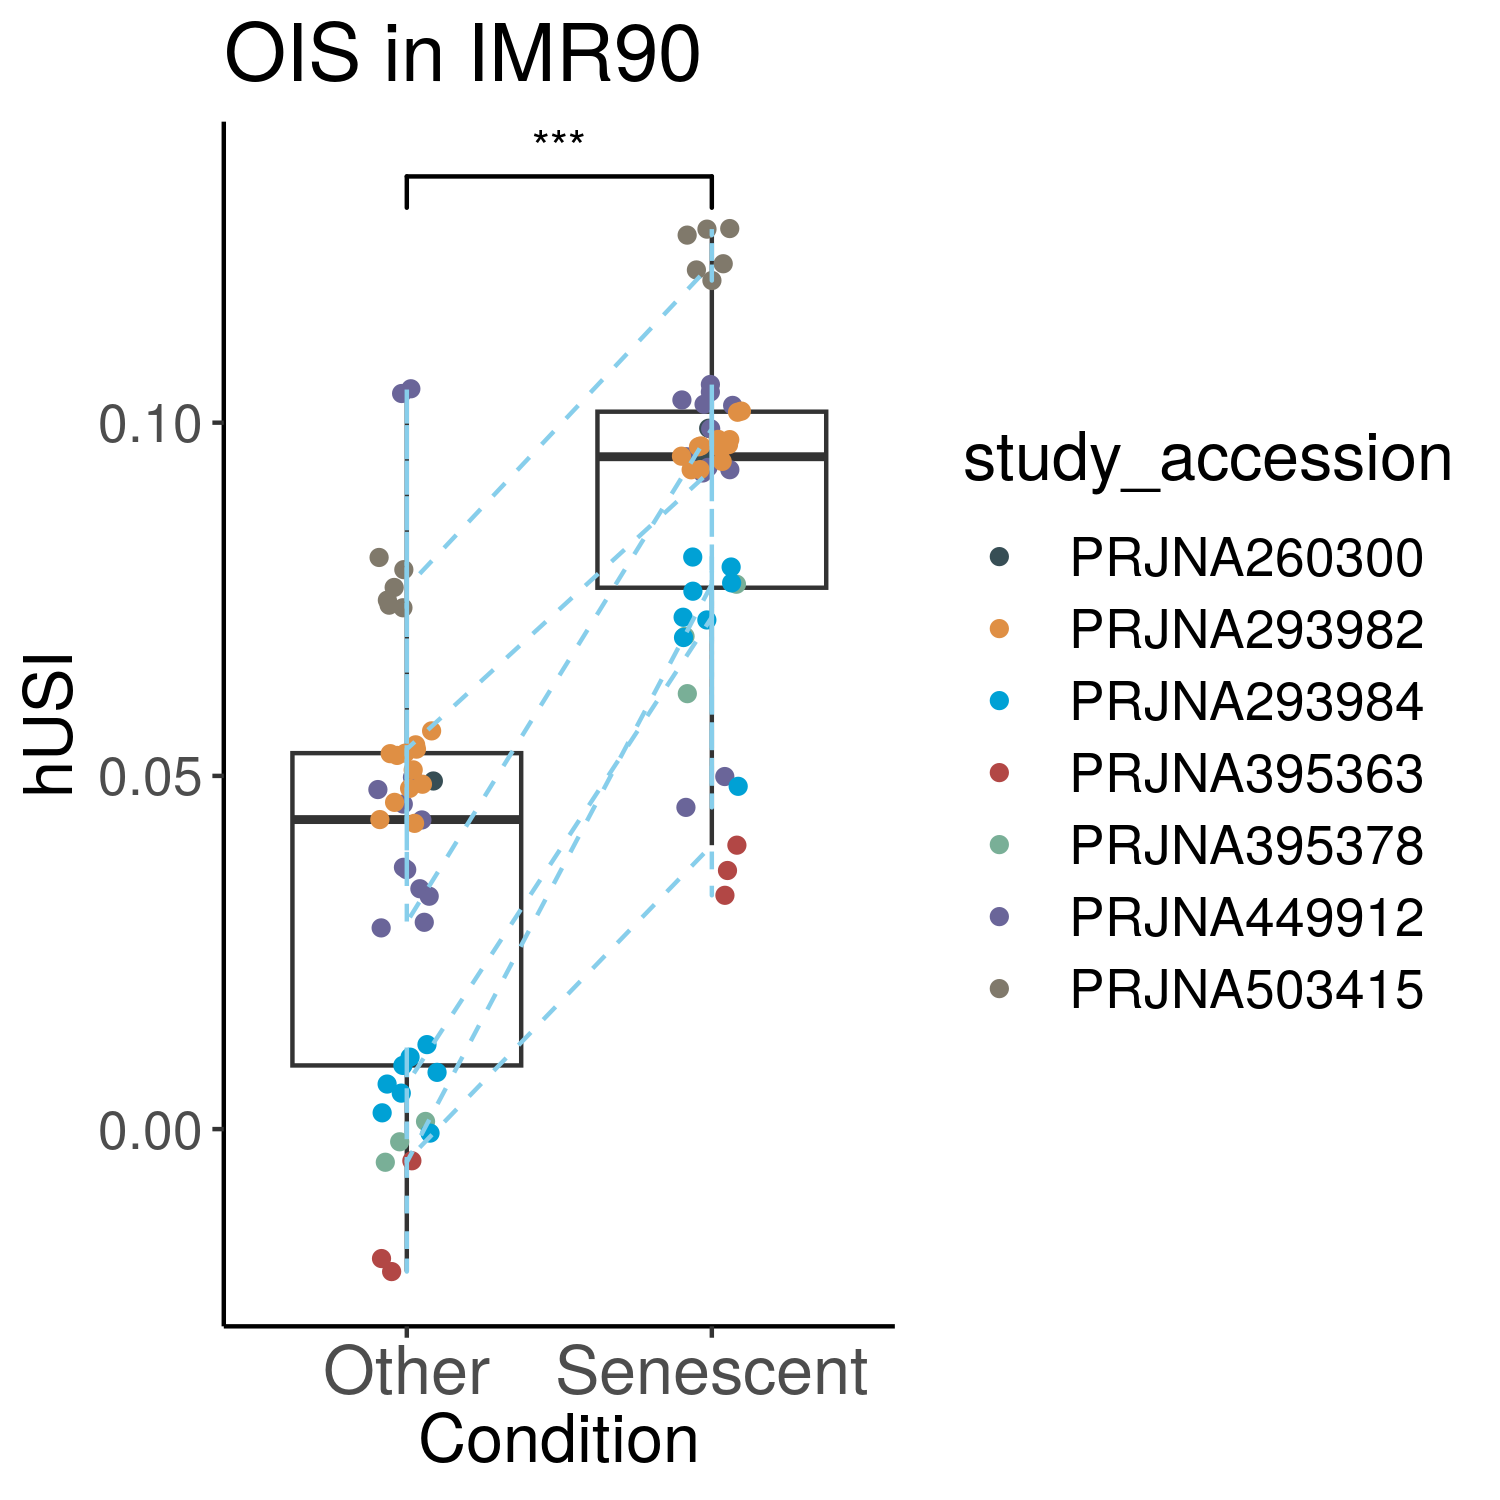 OIS in IMR90
***
hUSI
0.10
0.05
0.00
Other Senescent
Condition
study_accession
PRJNA260300
PRJNA293982
PRJNA293984
PRJNA395363
PRJNA395378
PRJNA449912
PRJNA503415